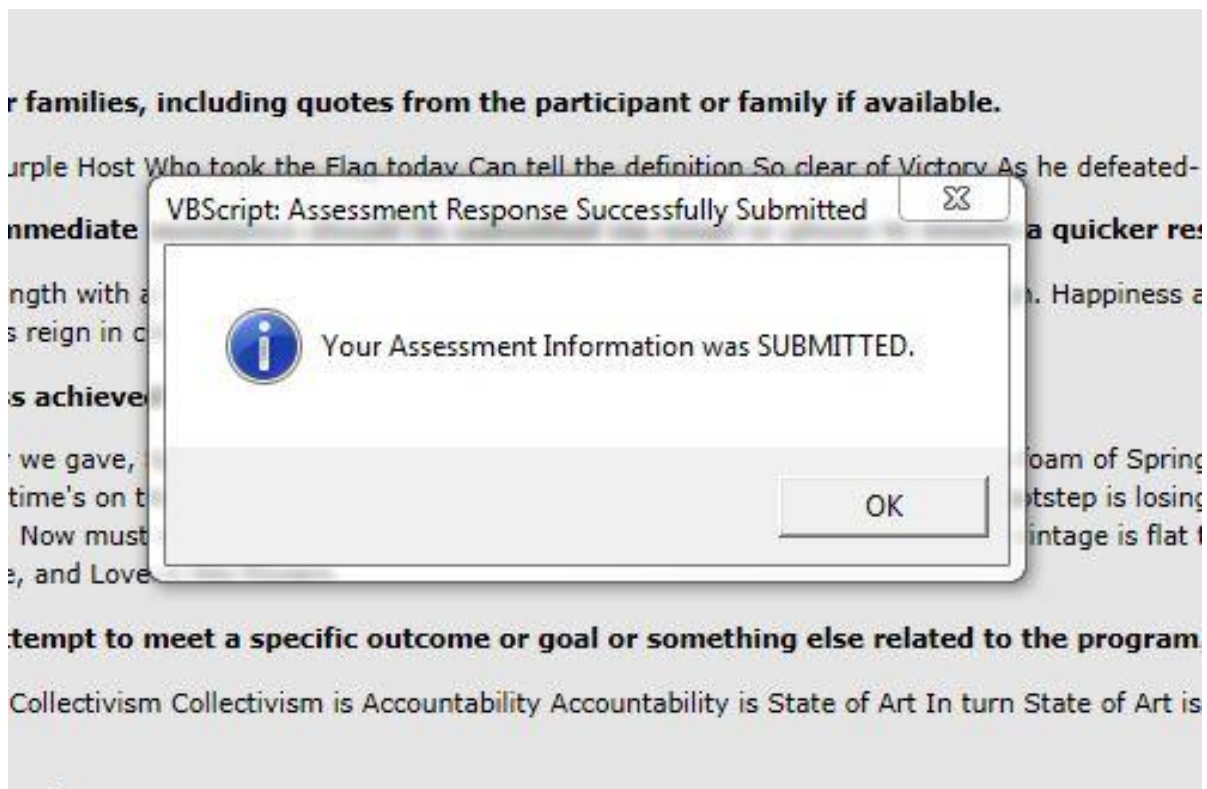 r families, including quotes from the participant or family if available.
urple Host Who took the Flag today Can tell the definition So clear of Victory As he defeated-
VBScript: Assessment Response Successfully Submitted
mmediate a quicker res
ngth with a . Happiness a
s reign in c
Your Assessment Information was SUBMITTED.
s achieve
we gave, foam of Spring
time's on t otstep is losing
OK
Now must intage is flat t
e, and Love
ttempt to meet a specific outcome or goal or something else related to the program
Collectivism Collectivism is Accountability Accountability is State of Art In turn State of Art is